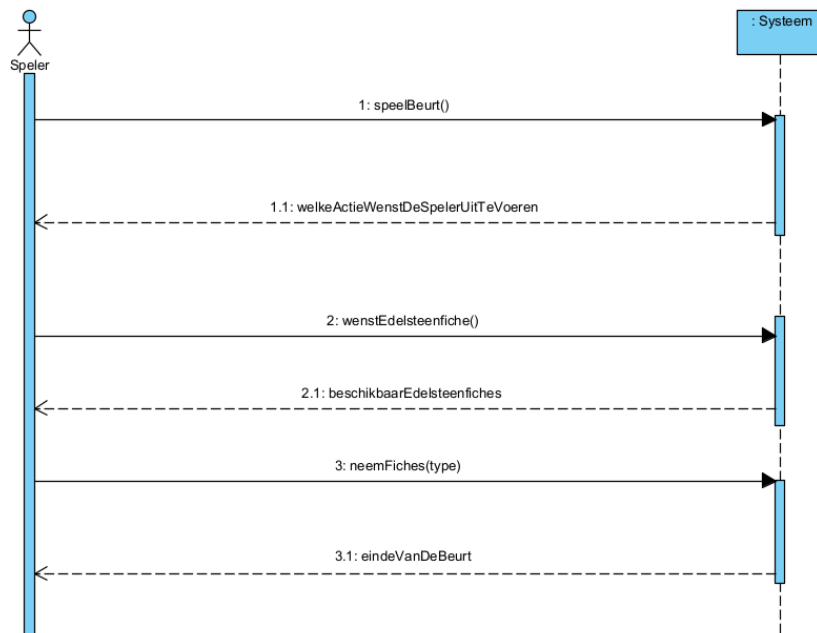 : Systeem
Speler
1: speelBeurt()
1.1: welkeActieWenstDeSpelerUitTeVoeren
2: wenstEdelsteenfiche()
2.1: beschikbaarEdelsteenfiches
3: neemFiches(type)
3.1: eindeVanDeBeurt